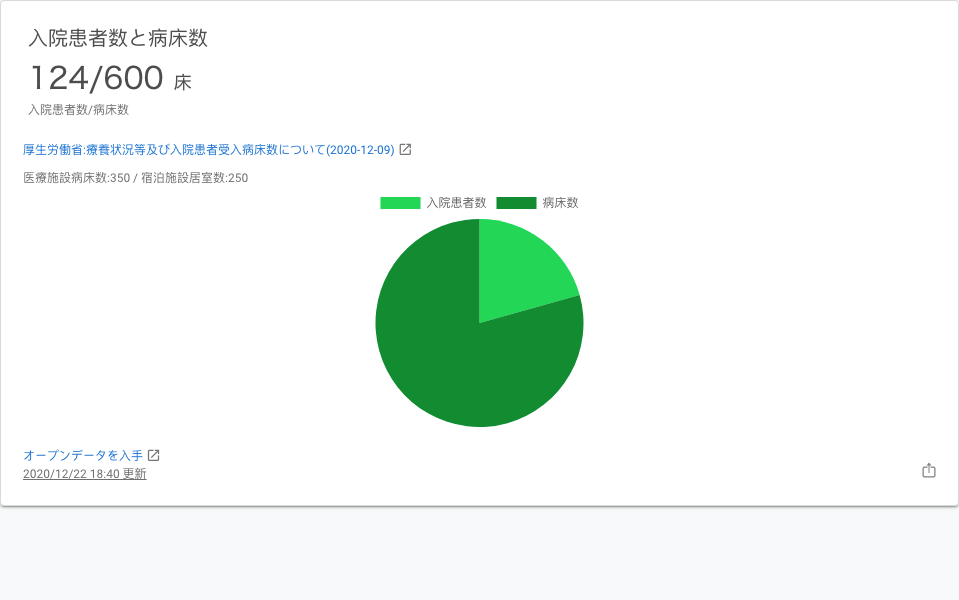 入院患者数と病床数
124/600 床
入院患者数/病床数
厚生労働省:療養状況等及び入院患者受入病床数について(2020-12-09)
医療施設病床数:350 / 宿泊施設居室数:250
入院患者数 病床数
オープンデータを入手
2020/12/22 18:40 更新